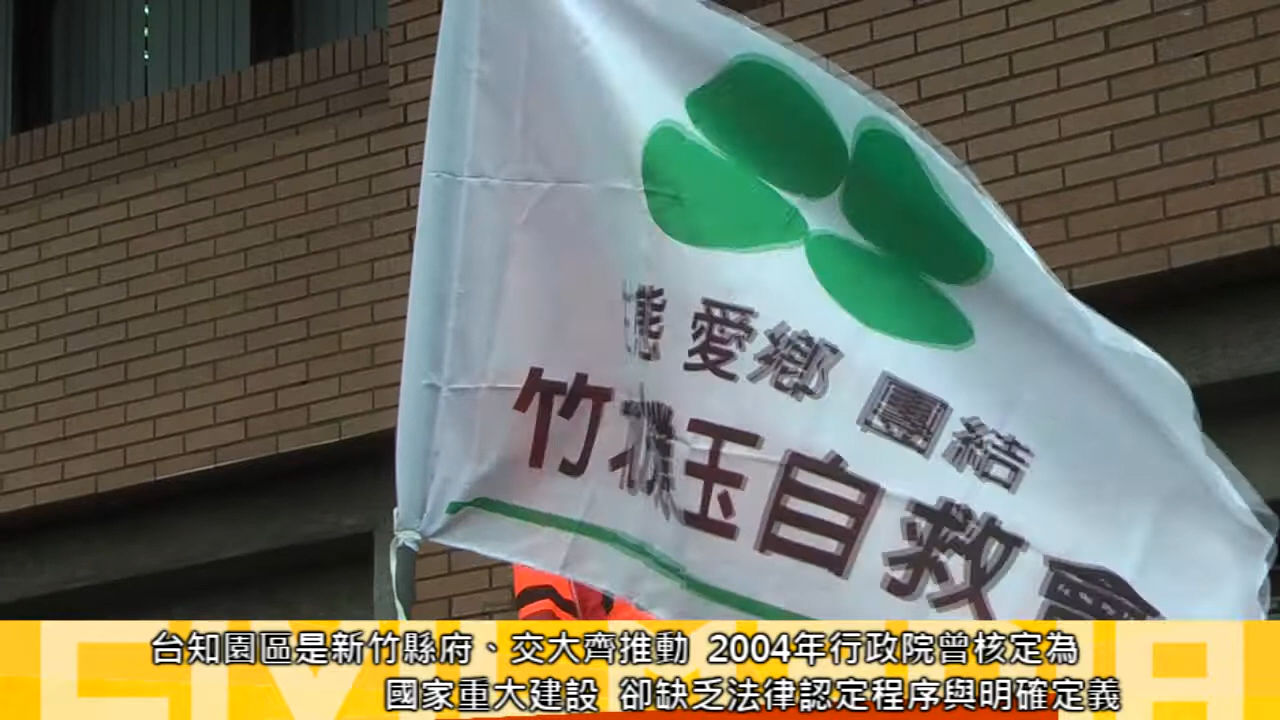 愛鄉 團結
竹 玉自救會
台知園區是新竹縣府、交大齊推動 2004年行政院曾核定為
國家重大建設 卻缺乏法律認定程序與明確定義